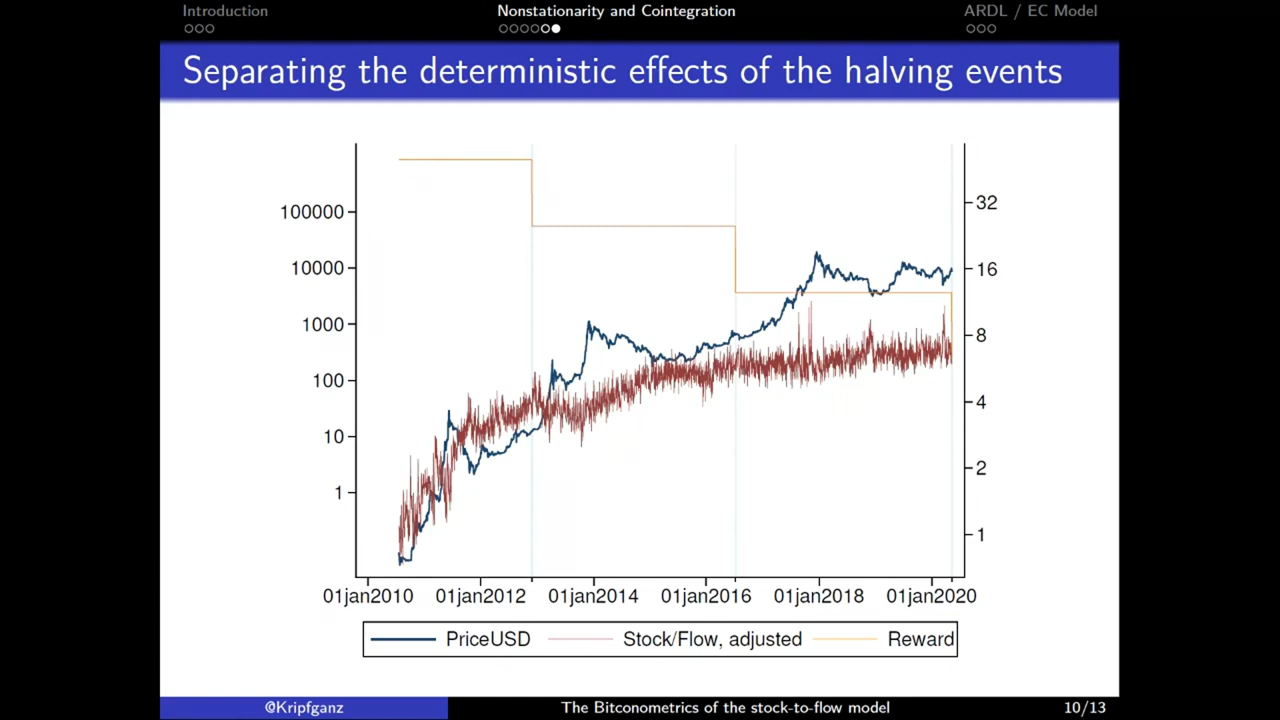 Introduction
Nonstationarity and Cointegration
ARDL / EC Model
Separating the deterministic effects of the halving events
100000
10000
1000
100
10
1
32
16
8
4
2
1
01jan2010
01jan2012
01jan2014
01jan2016
01jan2018
01jan2020
PriceUSD
Stock/Flow, adjusted
Reward
@Kripfganz
The Bitconometrics of the stock-to-flow model
10/13